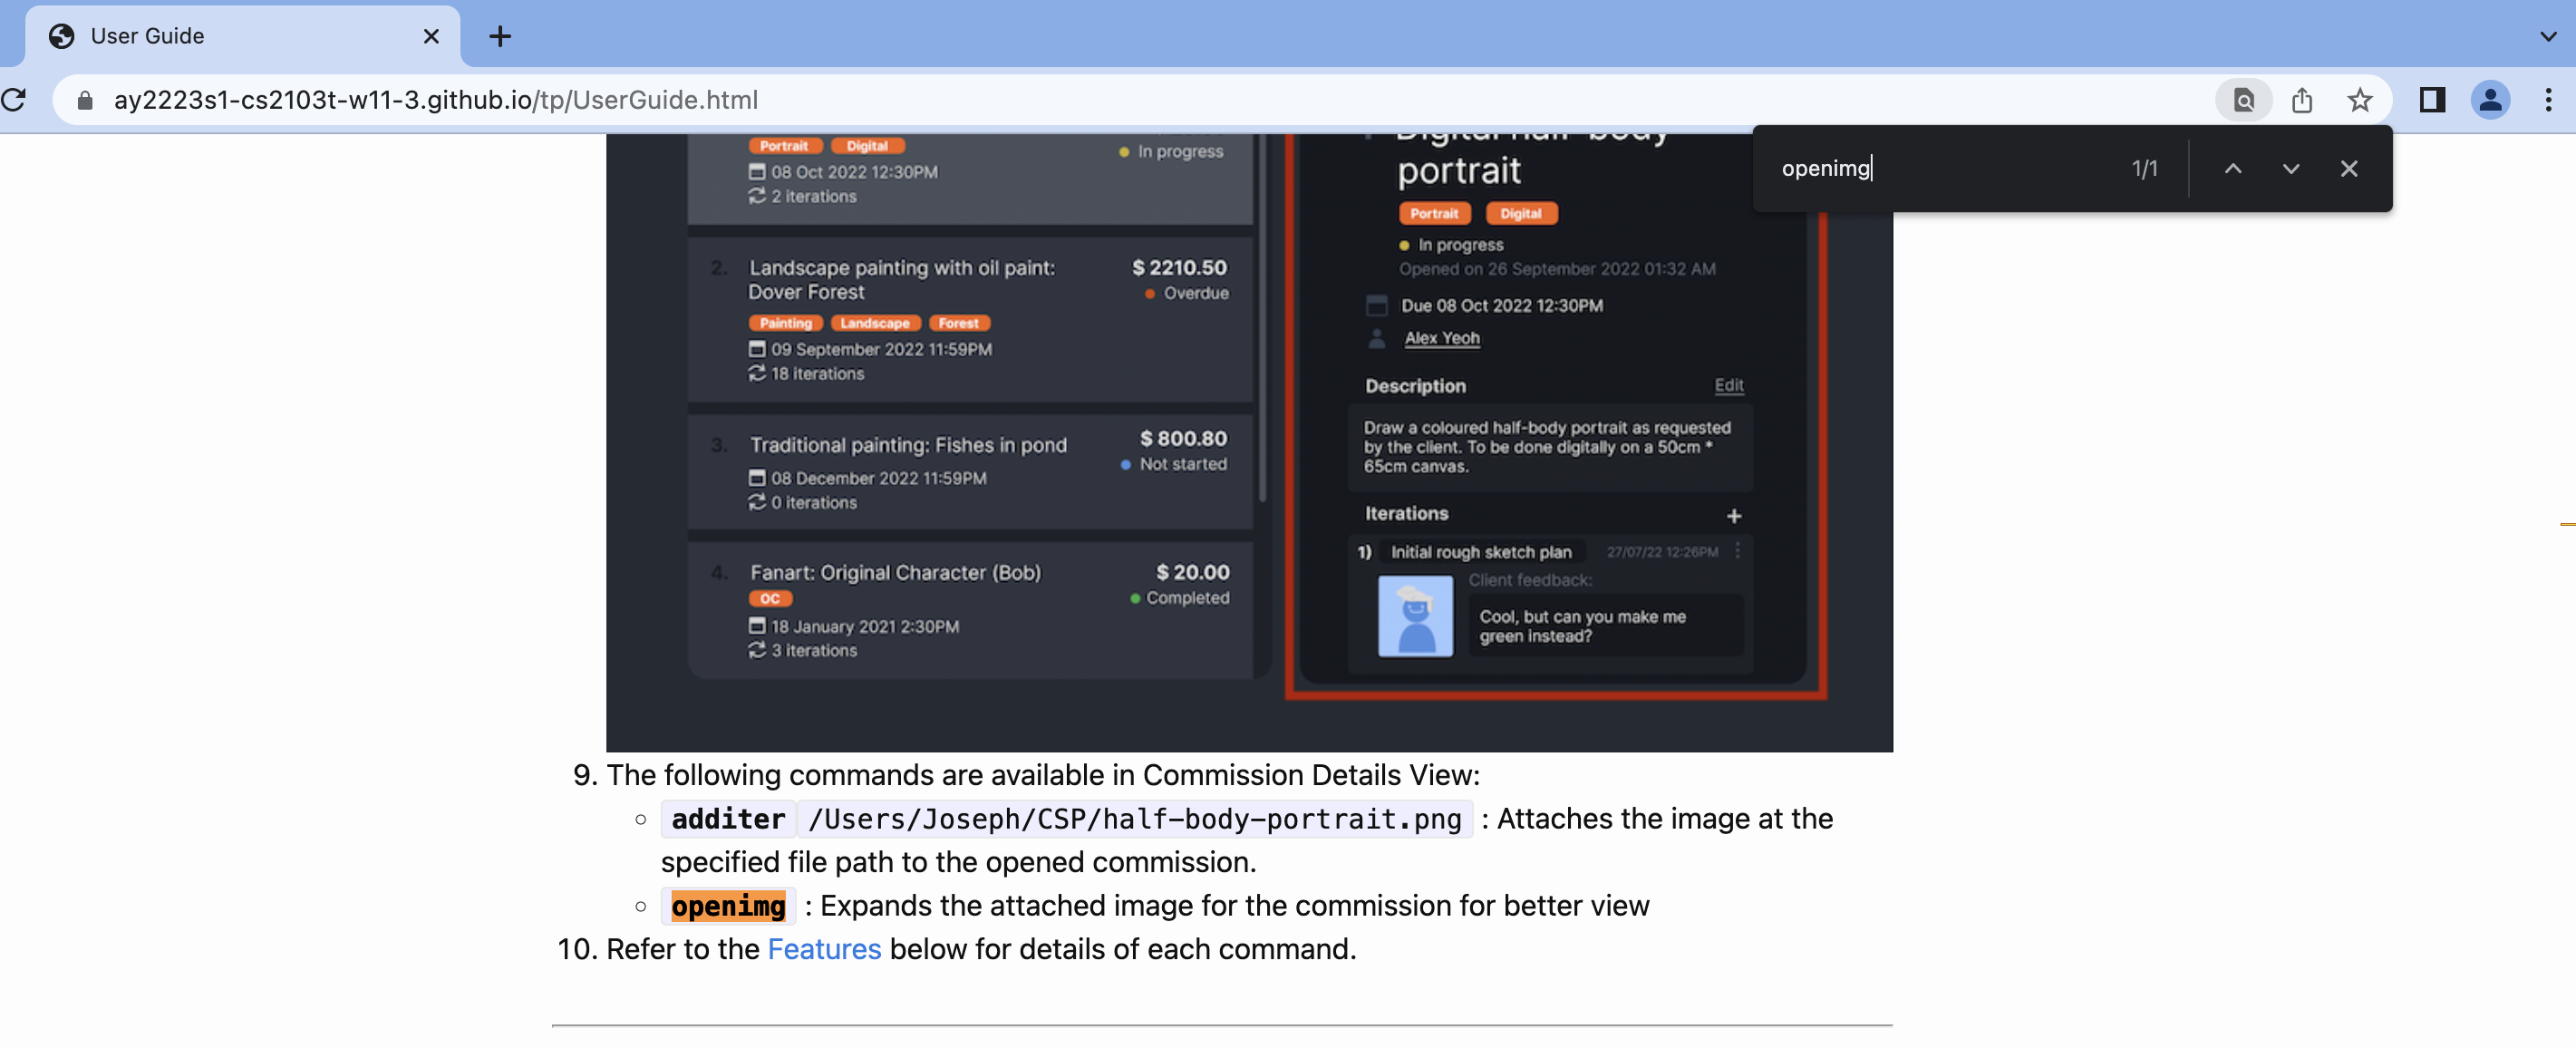 User Guide
ay2223s1-cs2103t-w11-3.github.io/tp/UserGuide.html
openimg 1/1
Portrait Digital
In progress
08 Oct 2022 12:30PM
2 iterations
2. Landscape painting with oil paint:
Dover Forest
$ 2210.50
Overdue
Painting Landscape Forest
09 September 2022 11:59PM
18 iterations
3. Traditional painting: Fishes in pond
$ 800.80
Not started
08 December 2022 11:59PM
0 iterations
4. Fanart: Original Character (Bob)
$ 20.00
OC
Completed
18 January 2021 2:30PM
3 iterations
Digital half-body
portrait
Portrait Digital
In progress
Opened on 26 September 2022 01:32 AM
Due 08 Oct 2022 12:30PM
Alex Yeoh
Description Edit
Draw a coloured half-body portrait as requested
by the client. To be done digitally on a 50cm *
65cm canvas.
Iterations +
1) Initial rough sketch plan 27/07/22 12:26PM
Client feedback:
Cool, but can you make me
green instead?
9. The following commands are available in Commission Details View:
additer /Users/Joseph/CSP/half-body-portrait.png : Attaches the image at the
specified file path to the opened commission.
openimg : Expands the attached image for the commission for better view
10. Refer to the Features below for details of each command.